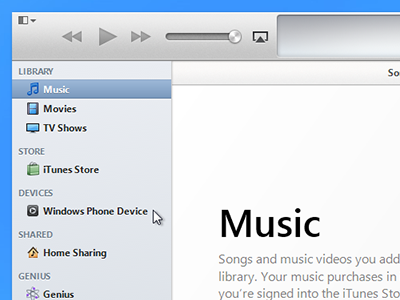 LIBRARY
Music
Movies
TV Shows
STORE
iTunes Store
DEVICES
Windows Phone Device
SHARED
Home Sharing
GENIUS
Genius
Music
Songs and music videos you add
library. Your music purchases in
you're signed into the iTunes Sto